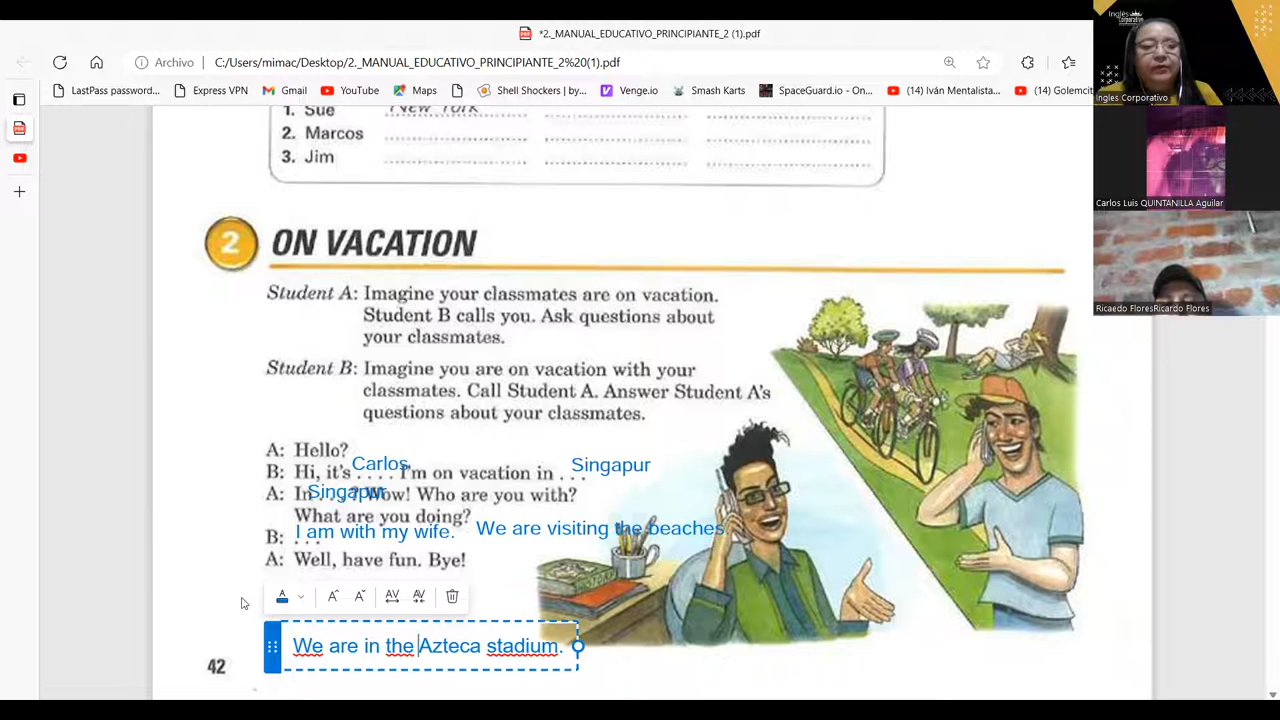 *2._MANUAL_EDUCATIVO_PRINCIPIANTE_2 (1).pdf
Archivo C:/Users/mimac/Desktop/2._MANUAL_EDUCATIVO_PRINCIPIANTE_2%20(1).pdf
LastPass password... Express VPN Gmail YouTube Maps Shell Shockers | by... Venge.io Smash Karts SpaceGuard.io - On... (14) Iván Mentalista... (14) Golemcit
Inglés
Corporativo
Ingles Corporativo
Carlos Luis QUINTANILLA Aguilar
Ricaedo FloresRicardo Flores
1. Sue New York
2. Marcos
3. Jim
2 ON VACATION
Student A: Imagine your classmates are on vacation.
Student B calls you. Ask questions about
your classmates.
Student B: Imagine you are on vacation with your
classmates. Call Student A. Answer Student A's
questions about your classmates.
A: Hello?
B: Hi, it's . . . . I'm on vacation in . . .
Carlos Singapur
A: In . . . ? Wow! Who are you with?
Singapur
What are you doing?
B: . . .
I am with my wife. We are visiting the beaches.
A: Well, have fun. Bye!
We are in the Azteca stadium.
42